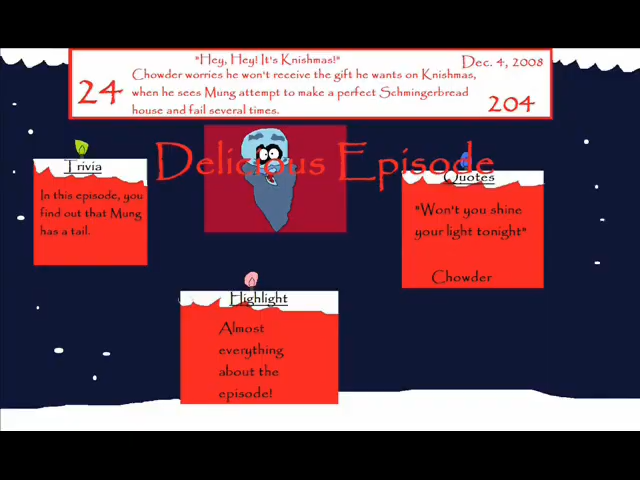 "Hey, Hey! It's Knishmas!"
Dec. 4, 2008
24
Chowder worries he won't receive the gift he wants on Knishmas,
when he sees Mung attempt to make a perfect Schmingerbread
house and fail several times.
204
Delicious Episode
Trivia
In this episode, you
find out that Mung
has a tail.
Quotes
"Won't you shine
your light tonight"
Chowder
Highlight
Almost
everything
about the
episode!